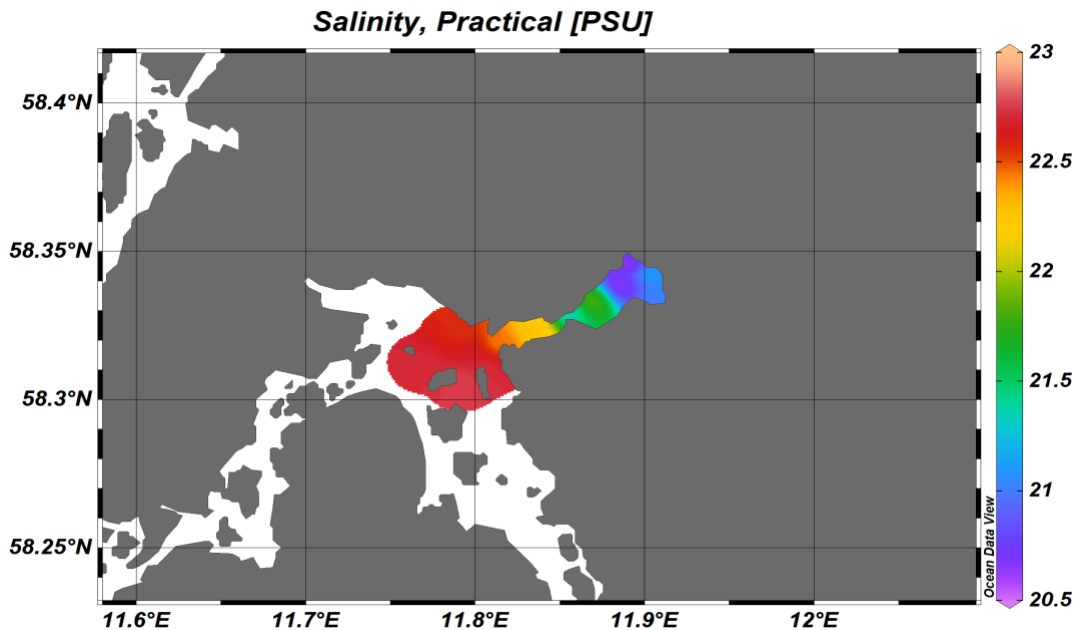 Salinity, Practical [PSU]
58.4°N
58.35°N
58.3°N
58.25°N
11.6°E
11.7°E
11.8°E
11.9°E
12°E
23
22.5
22
21.5
21
20.5
Ocean Data View